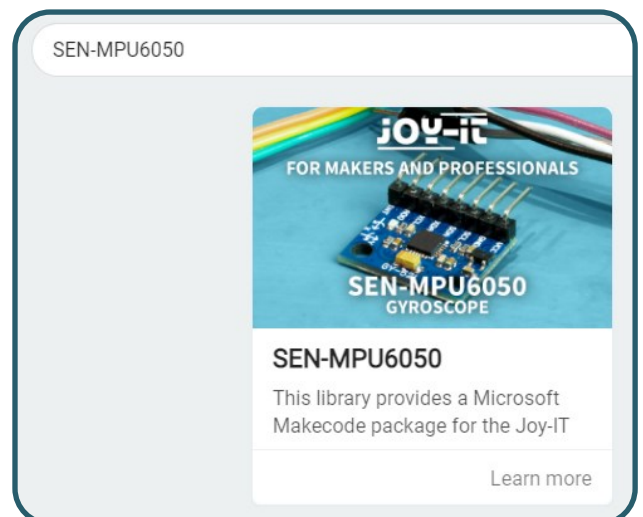 SEN-MPU6050
JOY-iT
FOR MAKERS AND PROFESSIONALS
SEN-MPU6050
GYROSCOPE
SEN-MPU6050
This library provides a Microsoft
Makecode package for the Joy-IT
Learn more